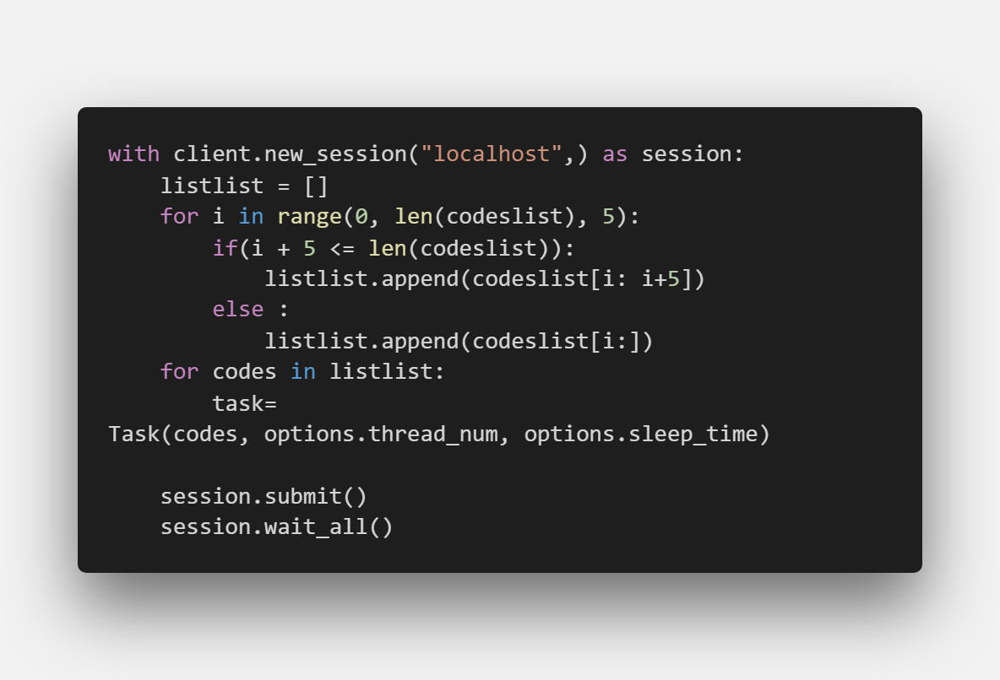 with client.new_session("localhost",) as session:
    listlist = []
    for i in range(0, len(codeslist), 5):
        if(i + 5 <= len(codeslist)):
            listlist.append(codeslist[i: i+5])
        else :
            listlist.append(codeslist[i:])
    for codes in listlist:
        task=
Task(codes, options.thread_num, options.sleep_time)

    session.submit()
    session.wait_all()